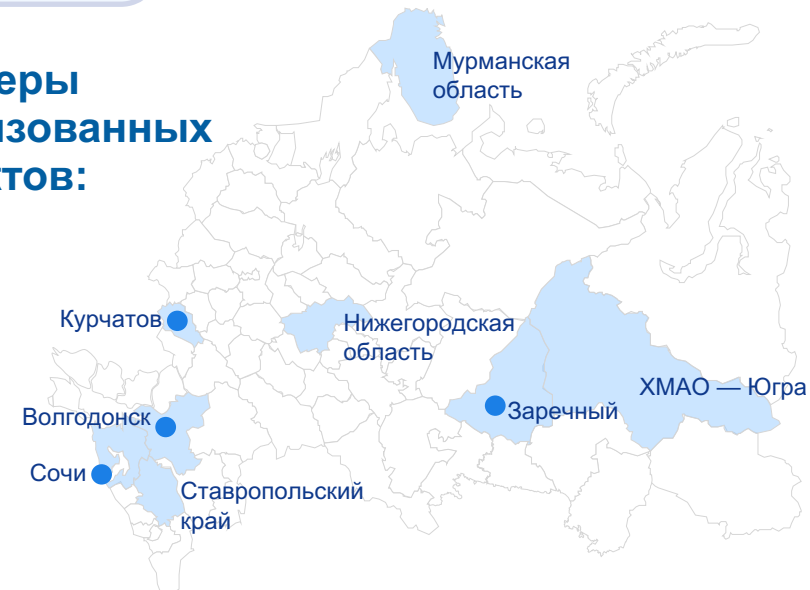 еры
изованных
ктов:
Мурманская
область
Курчатов
Нижегородская
область
ХМАО — Югра
Волгодонск
Заречный
Сочи
Ставропольский
край